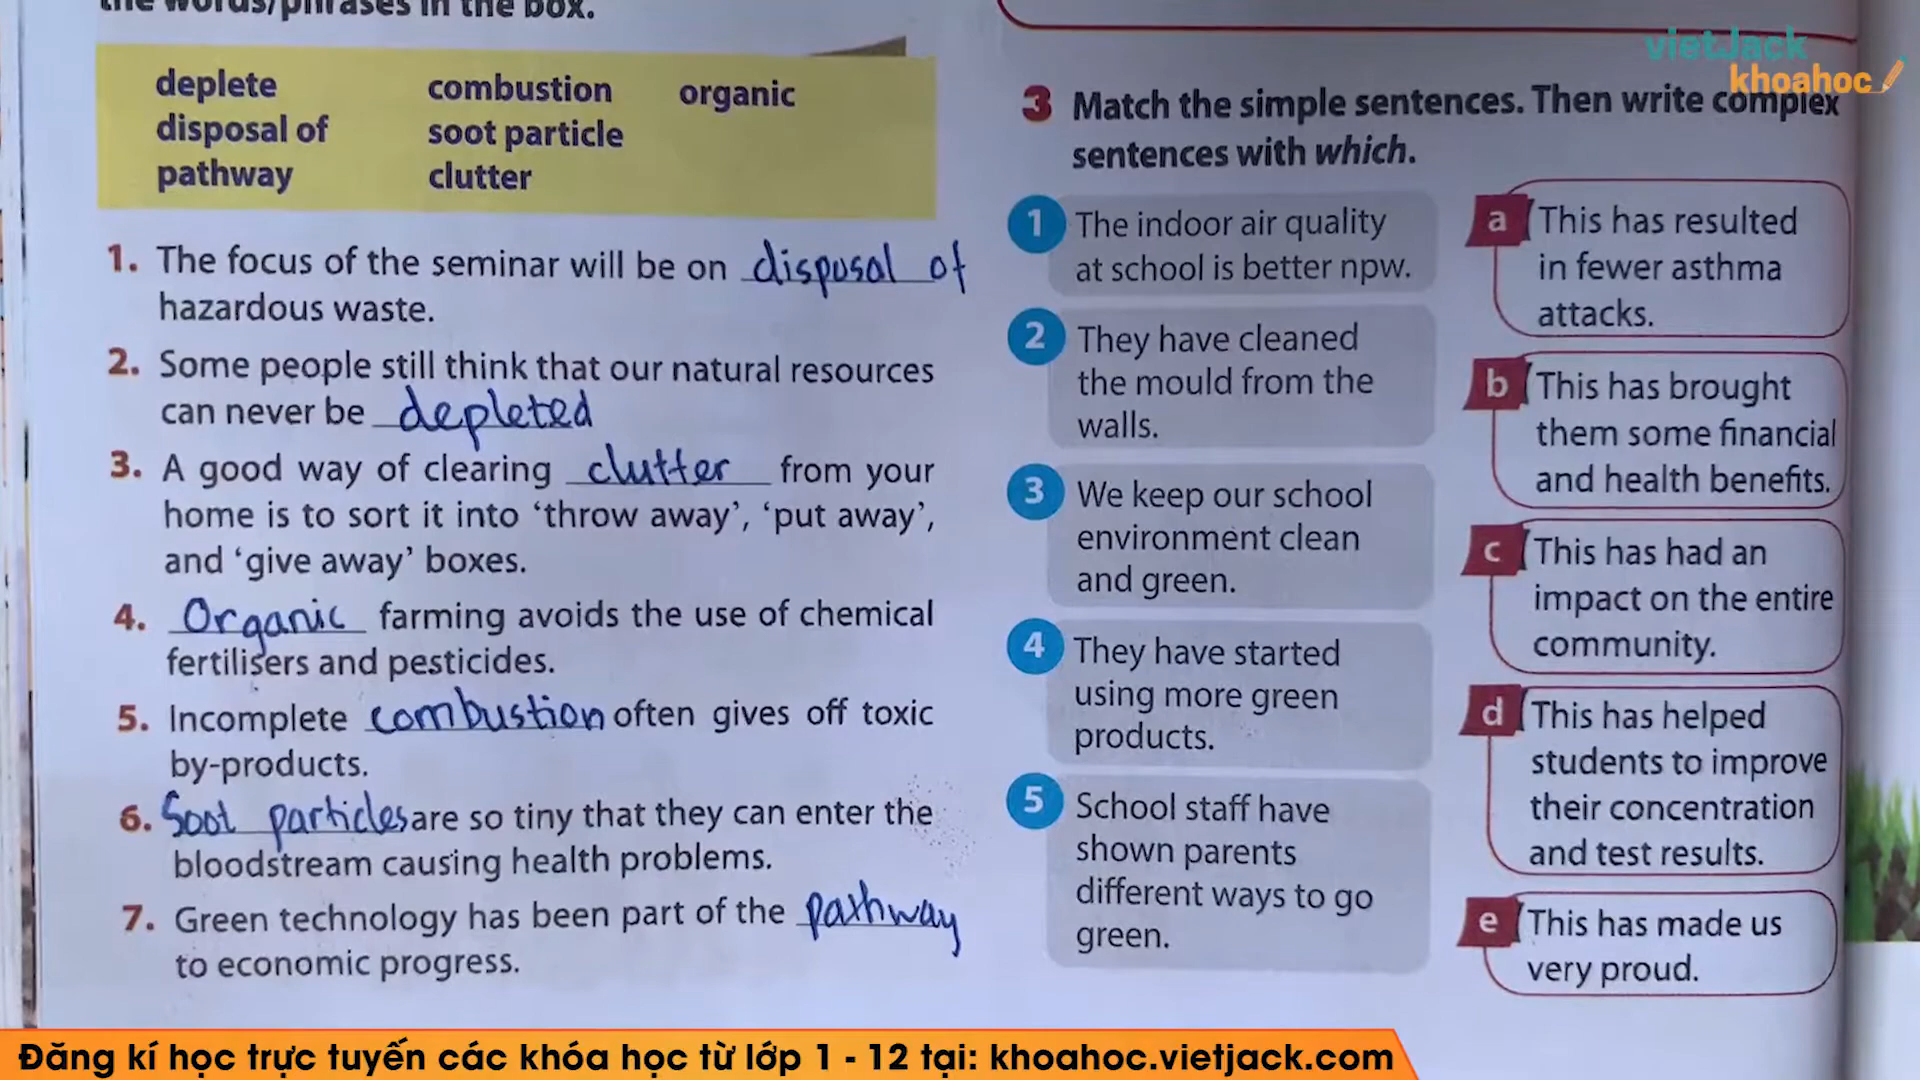 the words/phrases in the box.
deplete combustion organic
disposal of soot particle
pathway clutter
1. The focus of the seminar will be on disposal of
hazardous waste.
2. Some people still think that our natural resources
can never be depleted
3. A good way of clearing clutter from your
home is to sort it into ‘throw away’, ‘put away’,
and ‘give away’ boxes.
4. Organic farming avoids the use of chemical
fertilisers and pesticides.
5. Incomplete combustion often gives off toxic
by-products.
6. Soot particles are so tiny that they can enter the
bloodstream causing health problems.
7. Green technology has been part of the pathway
to economic progress.
vietJack
khoahoc
3 Match the simple sentences. Then write complex
sentences with which.
1 The indoor air quality
at school is better npw.
2 They have cleaned
the mould from the
walls.
3 We keep our school
environment clean
and green.
4 They have started
using more green
products.
5 School staff have
shown parents
different ways to go
green.
a This has resulted
in fewer asthma
attacks.
b This has brought
them some financial
and health benefits.
c This has had an
impact on the entire
community.
d This has helped
students to improve
their concentration
and test results.
e This has made us
very proud.
Đăng kí học trực tuyến các khóa học từ lớp 1 - 12 tại: khoahoc.vietjack.com